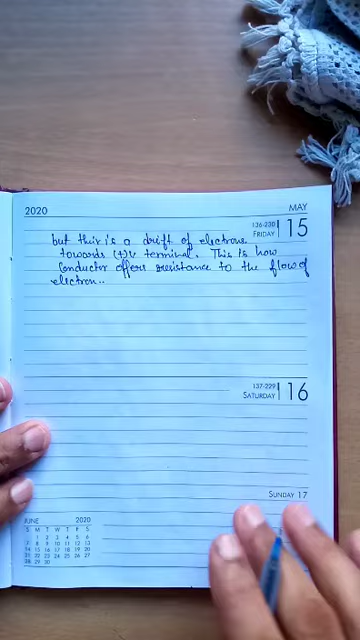 2020 MAY
136-230 FRIDAY 15
but this is a drift of electrons
towards (+)ve terminal. This is how
Conductor offers resistance to the flow of
electron..
137-229 SATURDAY 16
SUNDAY 17
JUNE 2020
S M T W T F S
1 2 3 4 5 6
7 8 9 10 11 12 13
14 15 16 17 18 19 20
21 22 23 24 25 26 27
28 29 30